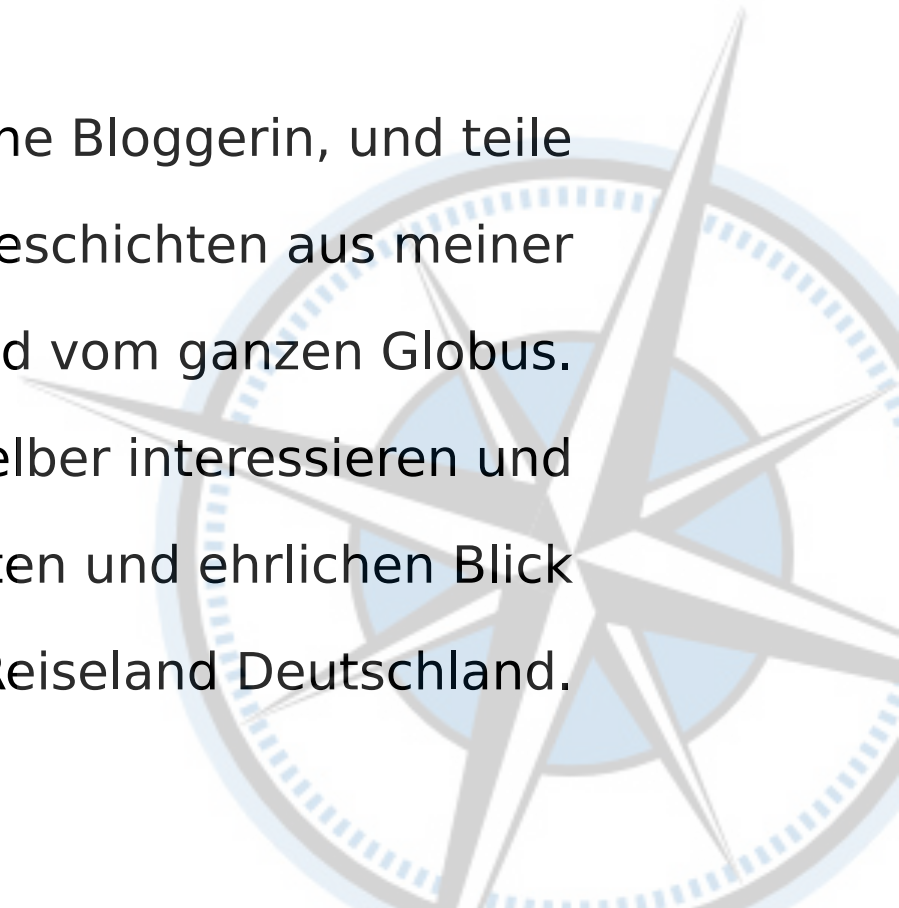 ne Bloggerin, und teile
eschichten aus meiner
d vom ganzen Globus.
elber interessieren und
ten und ehrlichen Blick
Reiseland Deutschland.